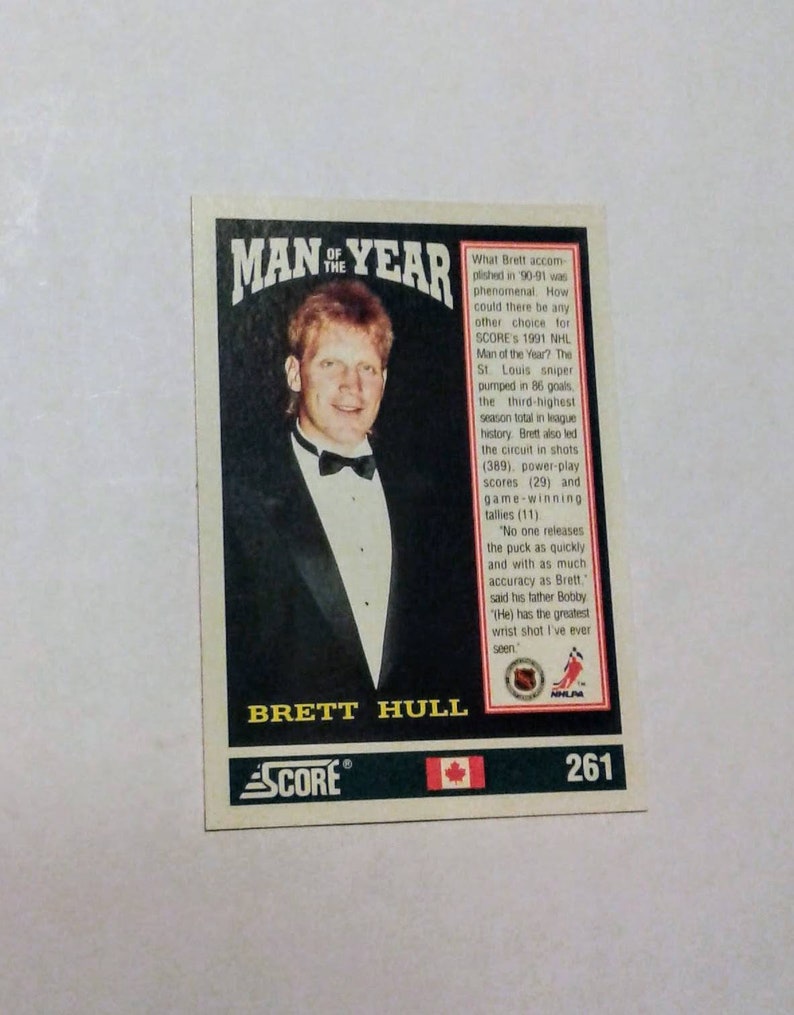 MAN OF THE YEAR
What Brett accom-
plished in '90-91 was
phenomenal. How
could there be any
other choice for
SCORE's 1991 NHL
Man of the Year? The
St. Louis sniper
pumped in 86 goals,
the third-highest
season total in league
history. Brett also led
the circuit in shots
(389), power-play
scores (29) and
game-winning
tallies (11).
"No one releases
the puck as quickly
and with as much
accuracy as Brett,"
said his father Bobby.
"(He) has the greatest
wrist shot I've ever
seen."
NHLPA
TM
BRETT HULL
SCORE®
261